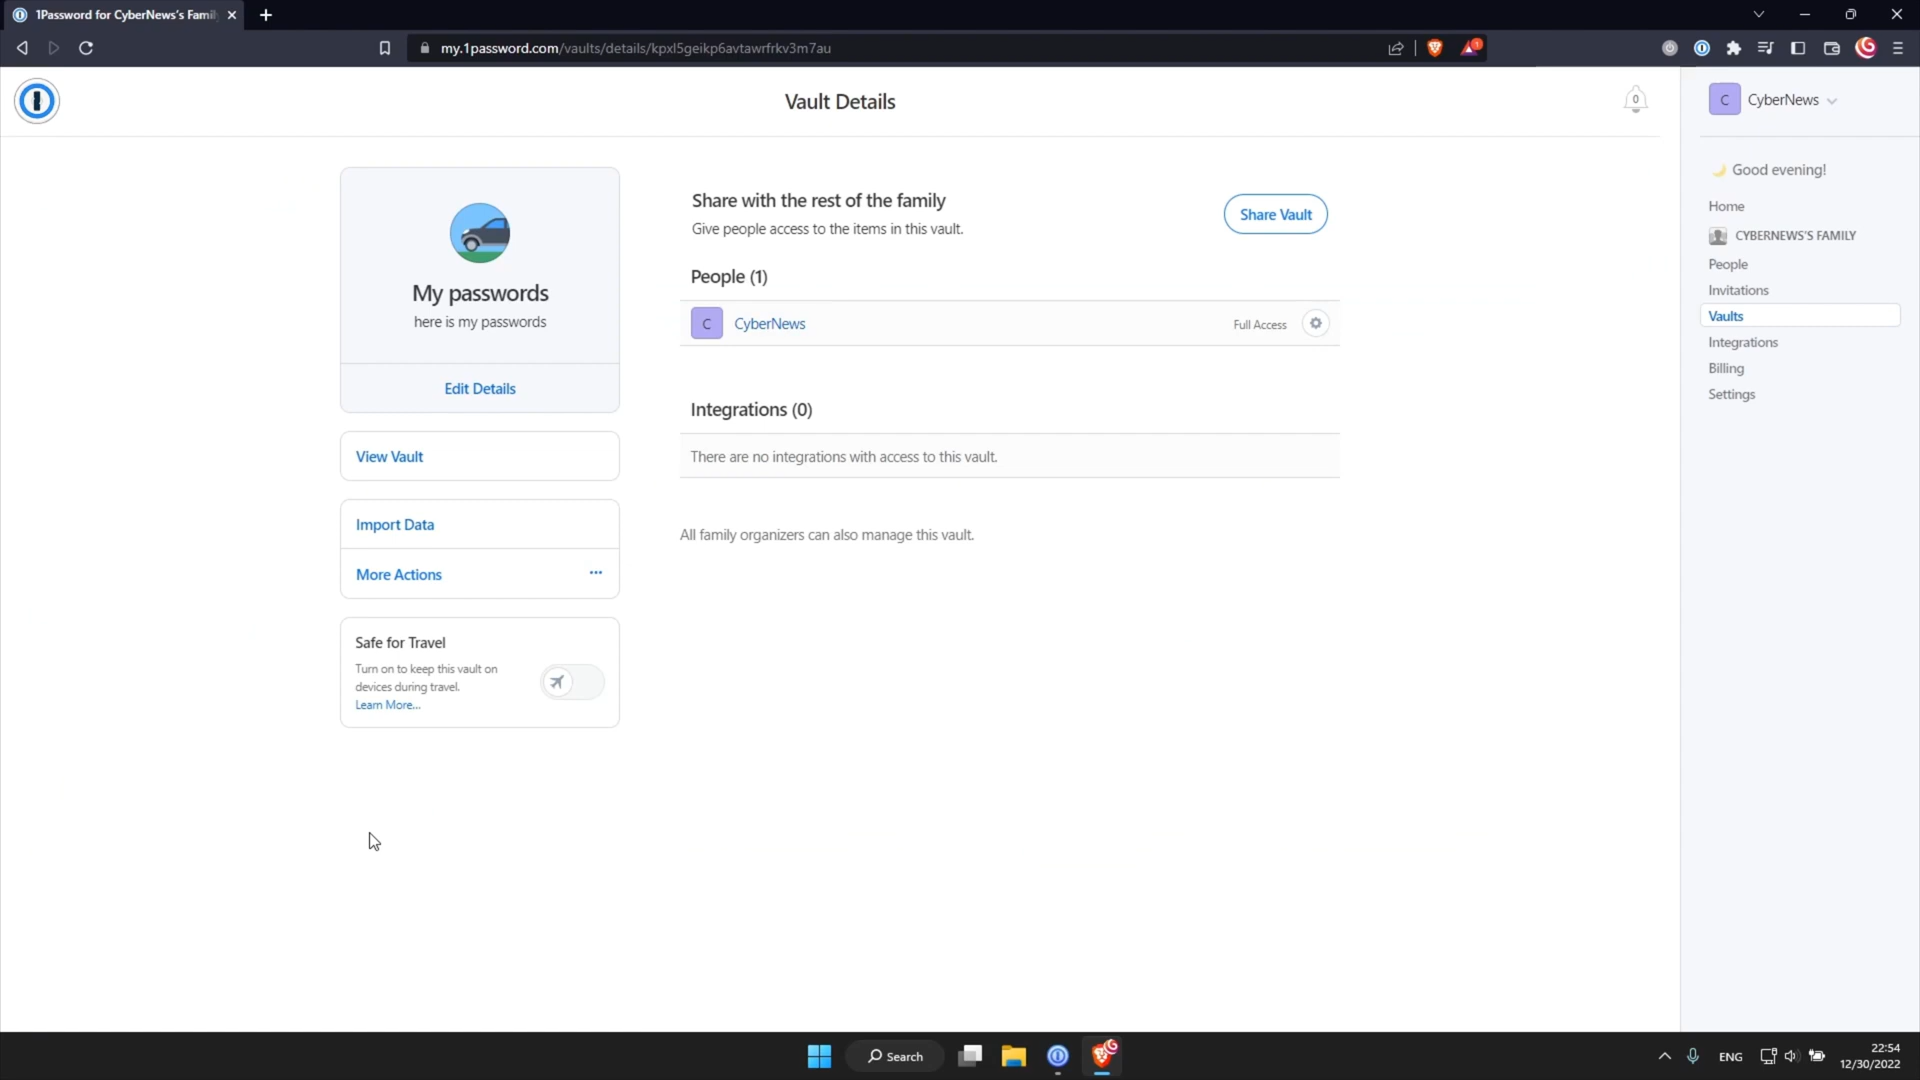 1Password for CyberNews's Famil
my.1password.com/vaults/details/kpxl5geikp6avtawrfrkv3m7au
1
Vault Details
0
C CyberNews
My passwords
here is my passwords
Edit Details
View Vault
Import Data
More Actions
Safe for Travel
Turn on to keep this vault on
devices during travel.
Learn More...
Share with the rest of the family
Give people access to the items in this vault.
Share Vault
People (1)
C CyberNews Full Access
Integrations (0)
There are no integrations with access to this vault.
All family organizers can also manage this vault.
Good evening!
Home
CYBERNEWS'S FAMILY
People
Invitations
Vaults
Integrations
Billing
Settings
Search
ENG
22:54
12/30/2022